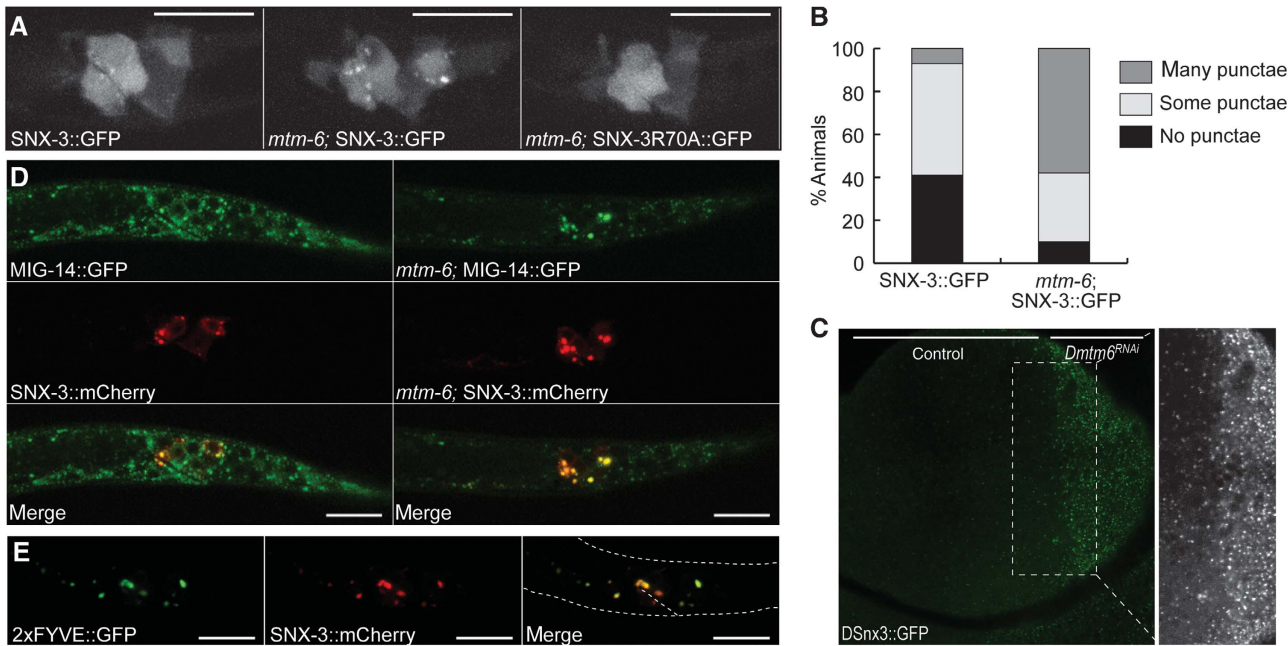 A
SNX-3::GFP
mtm-6; SNX-3::GFP
mtm-6; SNX-3R70A::GFP
B
100
80
60
40
20
0
% Animals
SNX-3::GFP
mtm-6;
SNX-3::GFP
Many punctae
Some punctae
No punctae
C
Control
Dmtm6RNAi
DSnx3::GFP
D
MIG-14::GFP
mtm-6; MIG-14::GFP
SNX-3::mCherry
mtm-6; SNX-3::mCherry
Merge
Merge
E
2xFYVE::GFP
SNX-3::mCherry
Merge